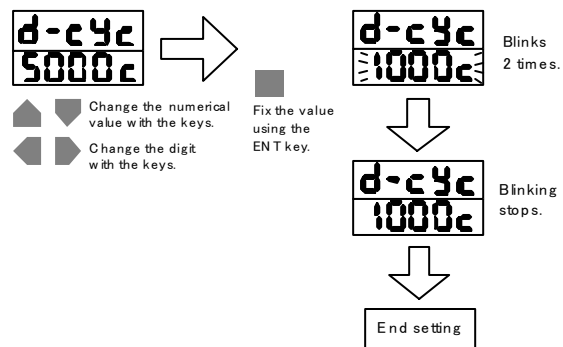 d-cyc
5000c
Change the numerical
value with the keys.
Change the digit
with the keys.
Fix the value
using the
ENT key.
d-cyc
1000c
Blinks
2 times.
d-cyc
1000c
Blinking
stops.
End setting